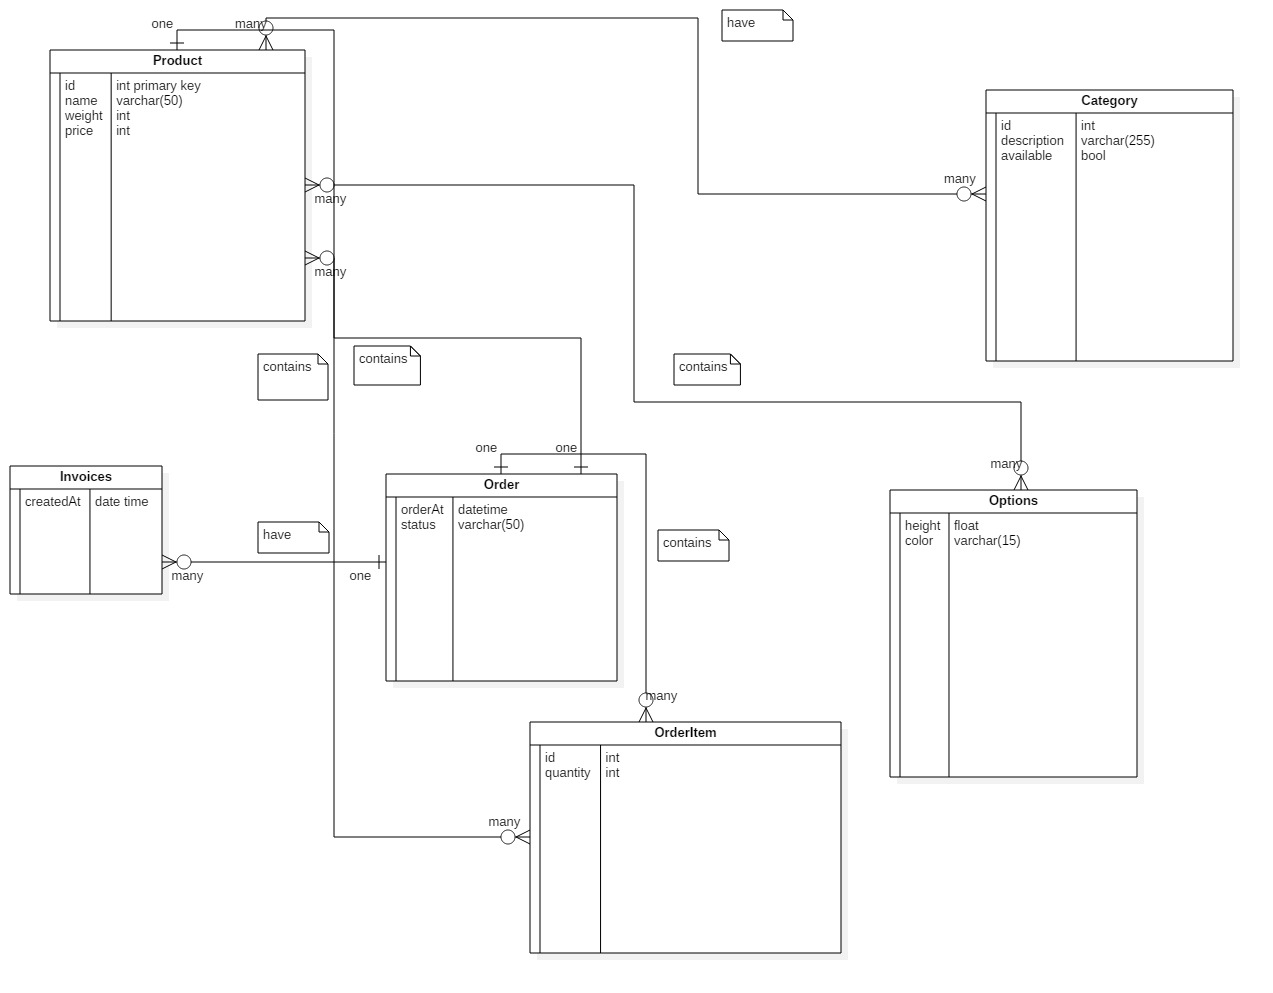 have
one
many
Product
id int primary key
name varchar(50)
weight int
price int
Category
id int
description varchar(255)
available bool
many
many
many
contains
contains
contains
one
one
many
Invoices
createdAt date time
Order
orderAt datetime
status varchar(50)
Options
height float
color varchar(15)
have
contains
many
one
many
OrderItem
id int
quantity int
many